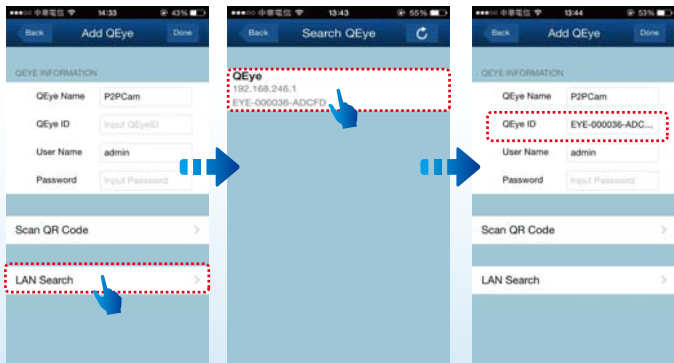 中華電信 14:33 43%
Back Add QEye Done
QEYE INFORMATION
QEye Name P2PCam
QEye ID Input QEyeID
User Name admin
Password Input Password
Scan QR Code
LAN Search
中華電信 13:43 55%
Back Search QEye
QEye
192.168.246.1
EYE-000036-ADCFD
中華電信 13:44 53%
Back Add QEye Done
QEYE INFORMATION
QEye Name P2PCam
QEye ID EYE-000036-ADC...
User Name admin
Password Input Password
Scan QR Code
LAN Search